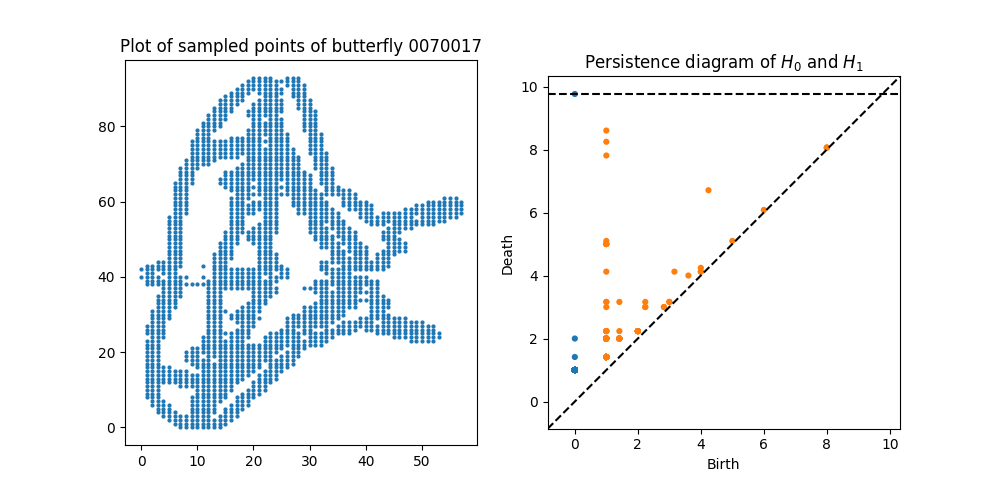 Plot of sampled points of butterfly 0070017
80
60
40
20
0
0 10 20 30 40 50
Persistence diagram of H₀ and H₁
10
8
6
4
2
0
Death
0 2 4 6 8 10
Birth